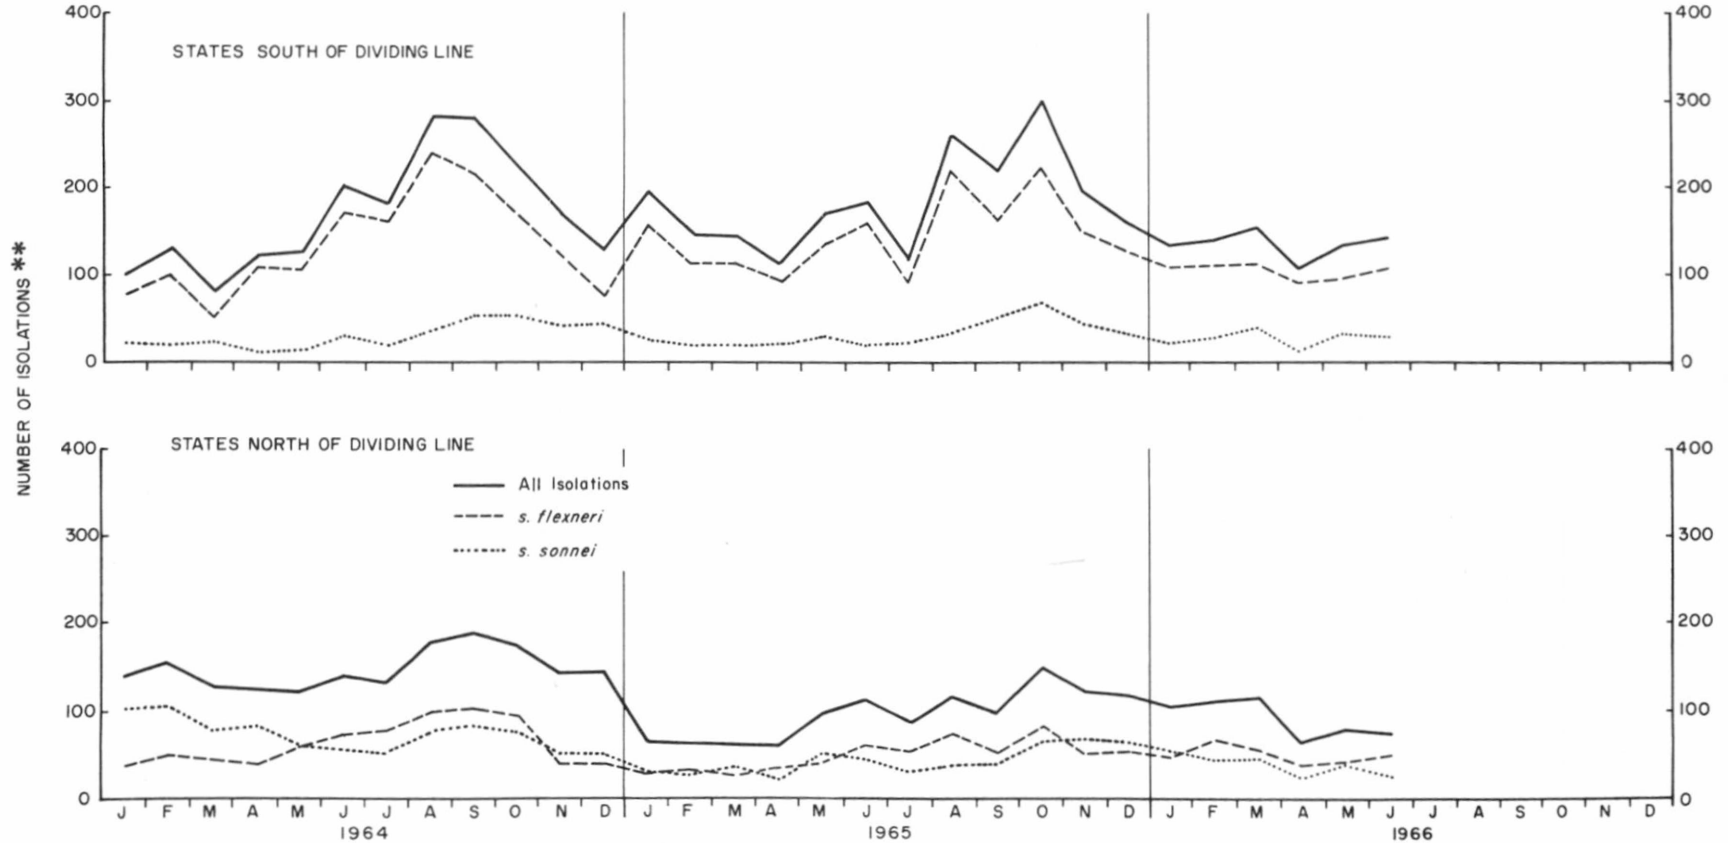 400
400
STATES SOUTH OF DIVIDING LINE
300
300
200
200
100
100
0
0
NUMBER OF ISOLATIONS **
STATES NORTH OF DIVIDING LINE
400
400
All Isolations
s. flexneri
s. sonnei
300
300
200
200
100
100
0
0
J F M A M J J A S O N D J F M A M J J A S O N D J F M A M J J A S O N D
1964 1965 1966